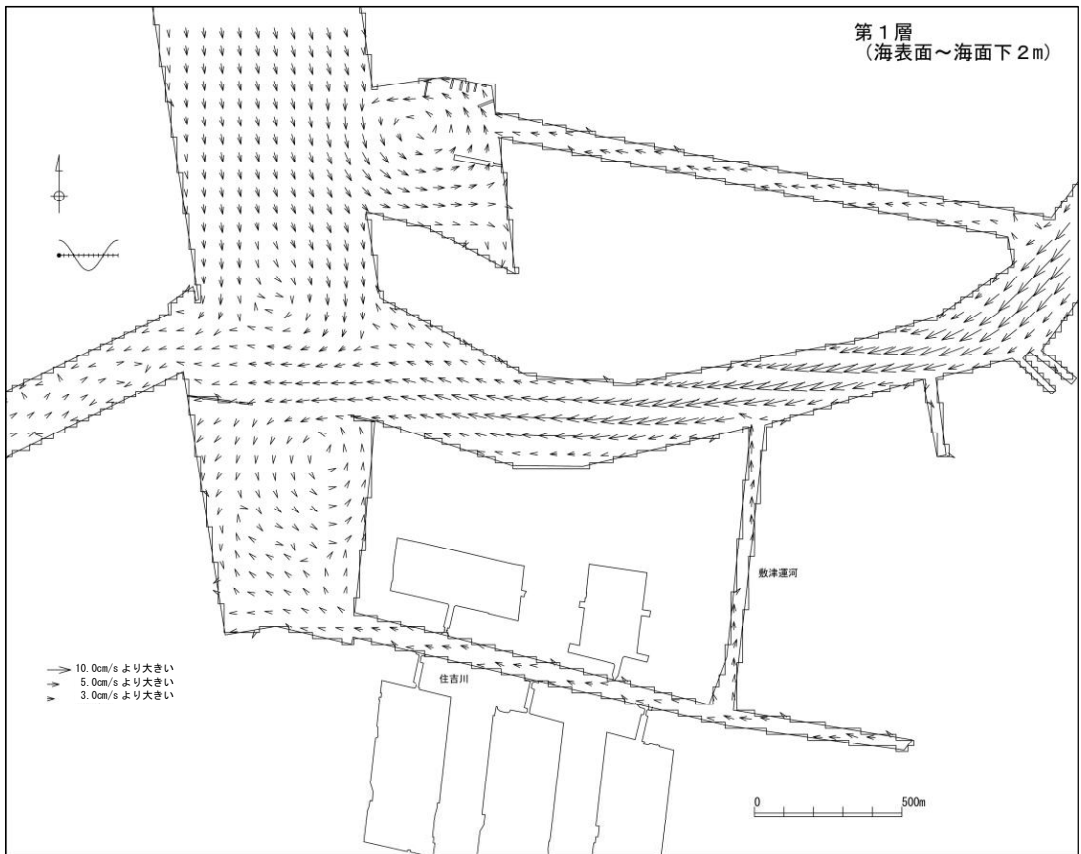 第1層
(海表面～海面下2m)
敷津運河
10.0cm/sより大きい
5.0cm/sより大きい
3.0cm/sより大きい
住吉川
0 500m